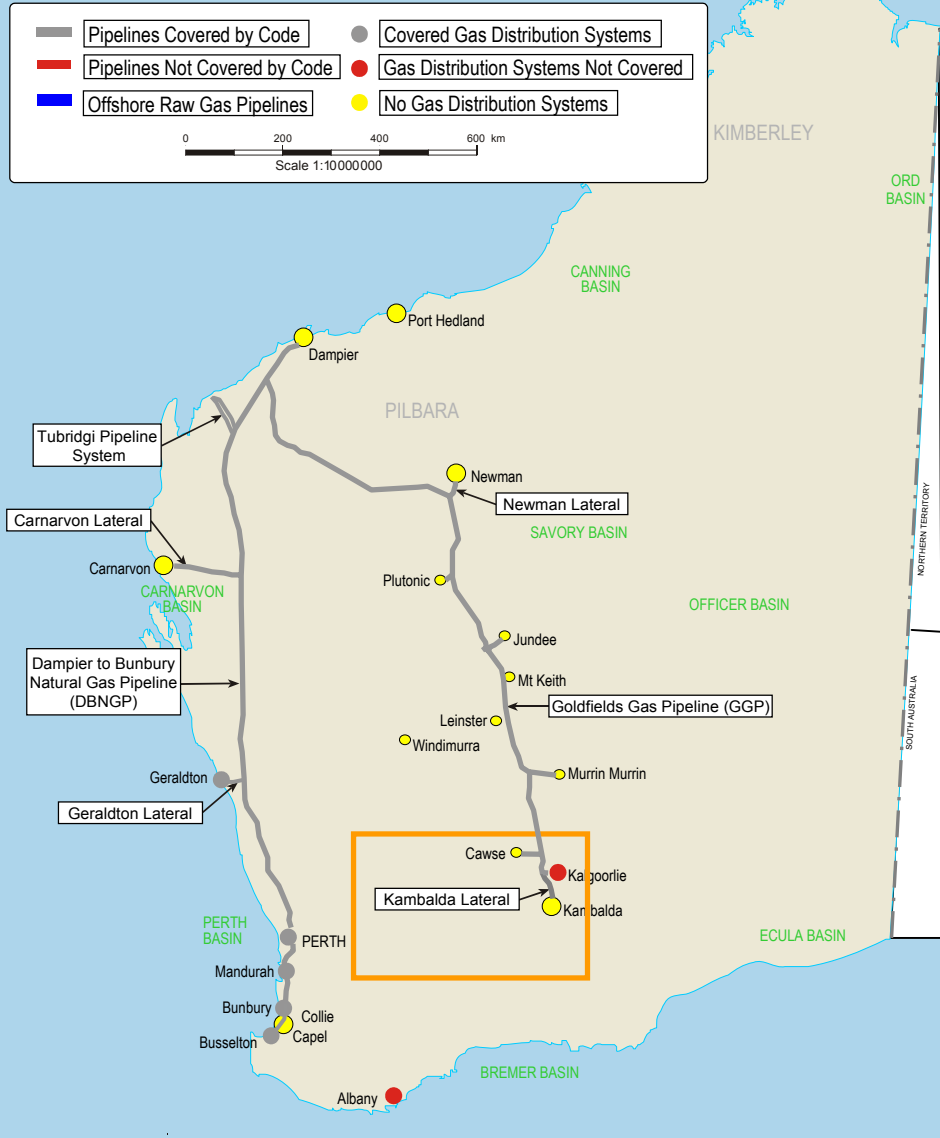 Pipelines Covered by Code
Covered Gas Distribution Systems
Pipelines Not Covered by Code
Gas Distribution Systems Not Covered
Offshore Raw Gas Pipelines
No Gas Distribution Systems
0 200 400 600 km
Scale 1:10000000
KIMBERLEY
ORD
BASIN
CANNING
BASIN
Port Hedland
Dampier
PILBARA
Tubridgi Pipeline
System
Newman
Newman Lateral
Carnarvon Lateral
SAVORY BASIN
NORTHERN TERRITORY
Carnarvon
Plutonic
CARNARVON
BASIN
OFFICER BASIN
Jundee
Dampier to Bunbury
Natural Gas Pipeline
(DBNGP)
Mt Keith
SOUTH AUSTRALIA
Goldfields Gas Pipeline (GGP)
Leinster
Windimurra
Geraldton
Murrin Murrin
Geraldton Lateral
Cawse
Kalgoorlie
Kambalda Lateral
Kambalda
PERTH
BASIN
PERTH
ECULA BASIN
Mandurah
Bunbury
Collie
Capel
Busselton
BREMER BASIN
Albany